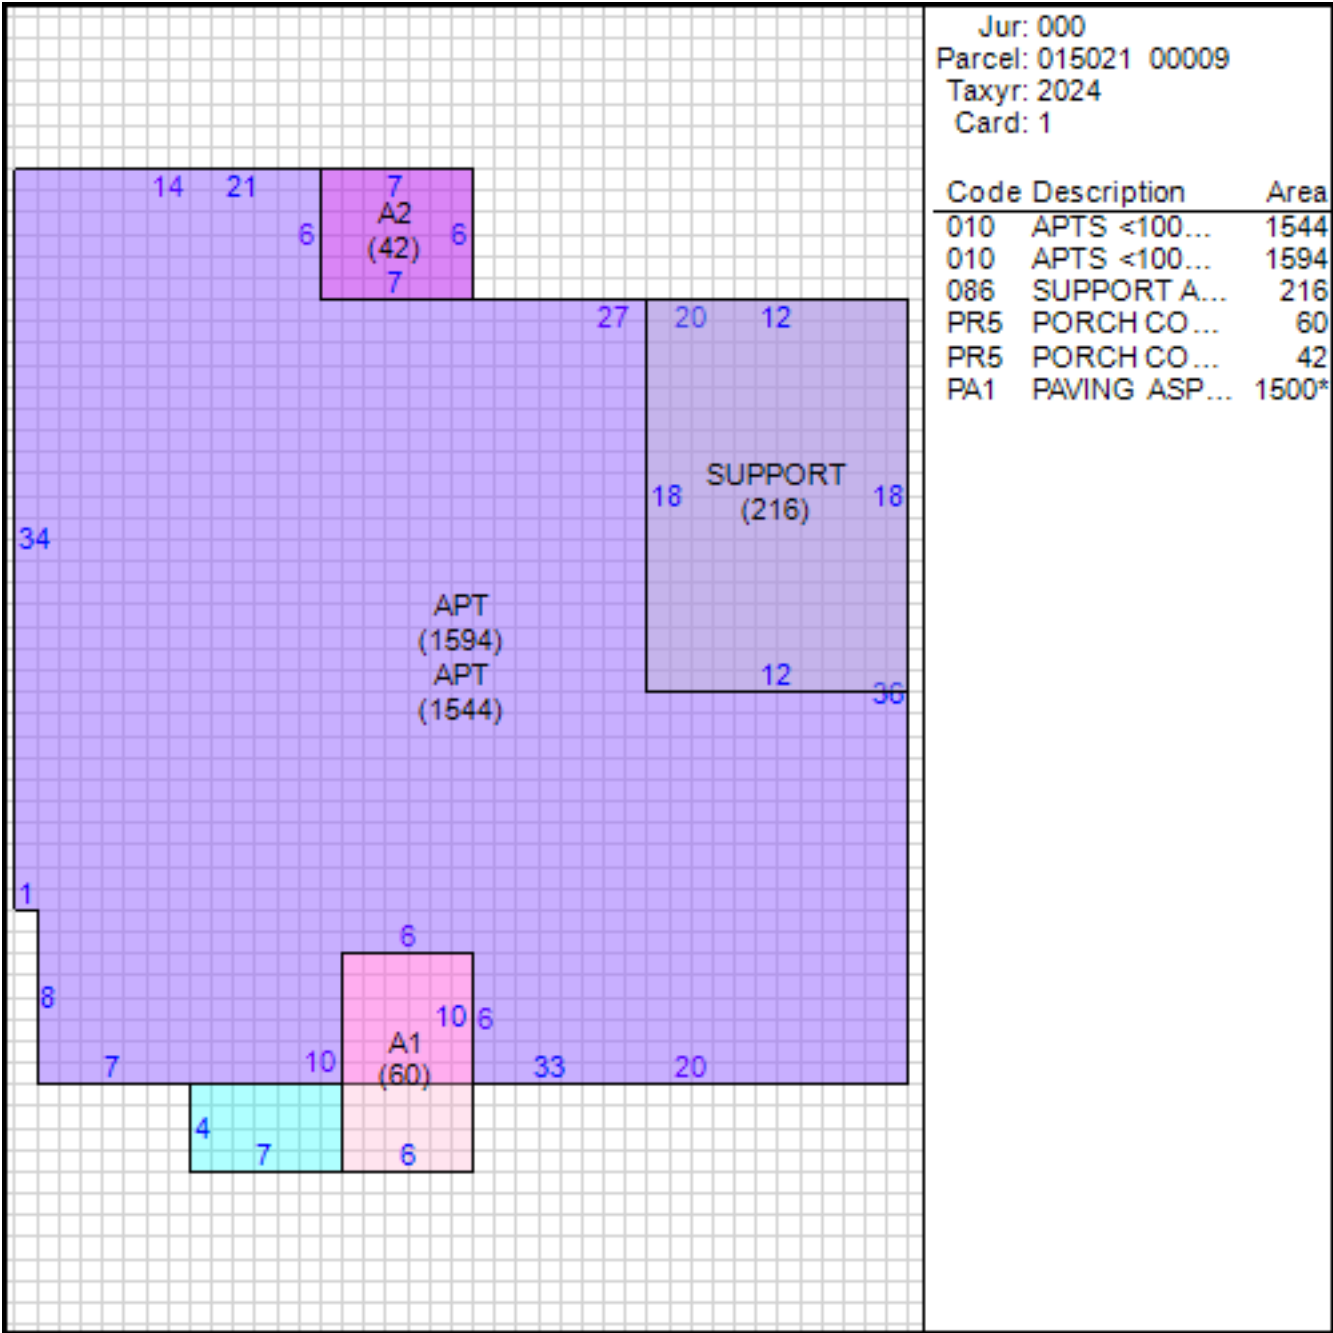 Jur: 000
Parcel: 015021 00009
Taxyr: 2024
Card: 1
Code Description Area
010 APTS <100... 1544
010 APTS <100... 1594
086 SUPPORT A... 216
PR5 PORCH CO... 60
PR5 PORCH CO... 42
PA1 PAVING ASP... 1500*
14 21 7
A2
6 (42) 6
7
27 20 12
SUPPORT
18 (216) 18
34
APT
(1594)
APT
(1544)
12
36
1
6
8
10 6
A1
7 10 (60) 33 20
4
7 6